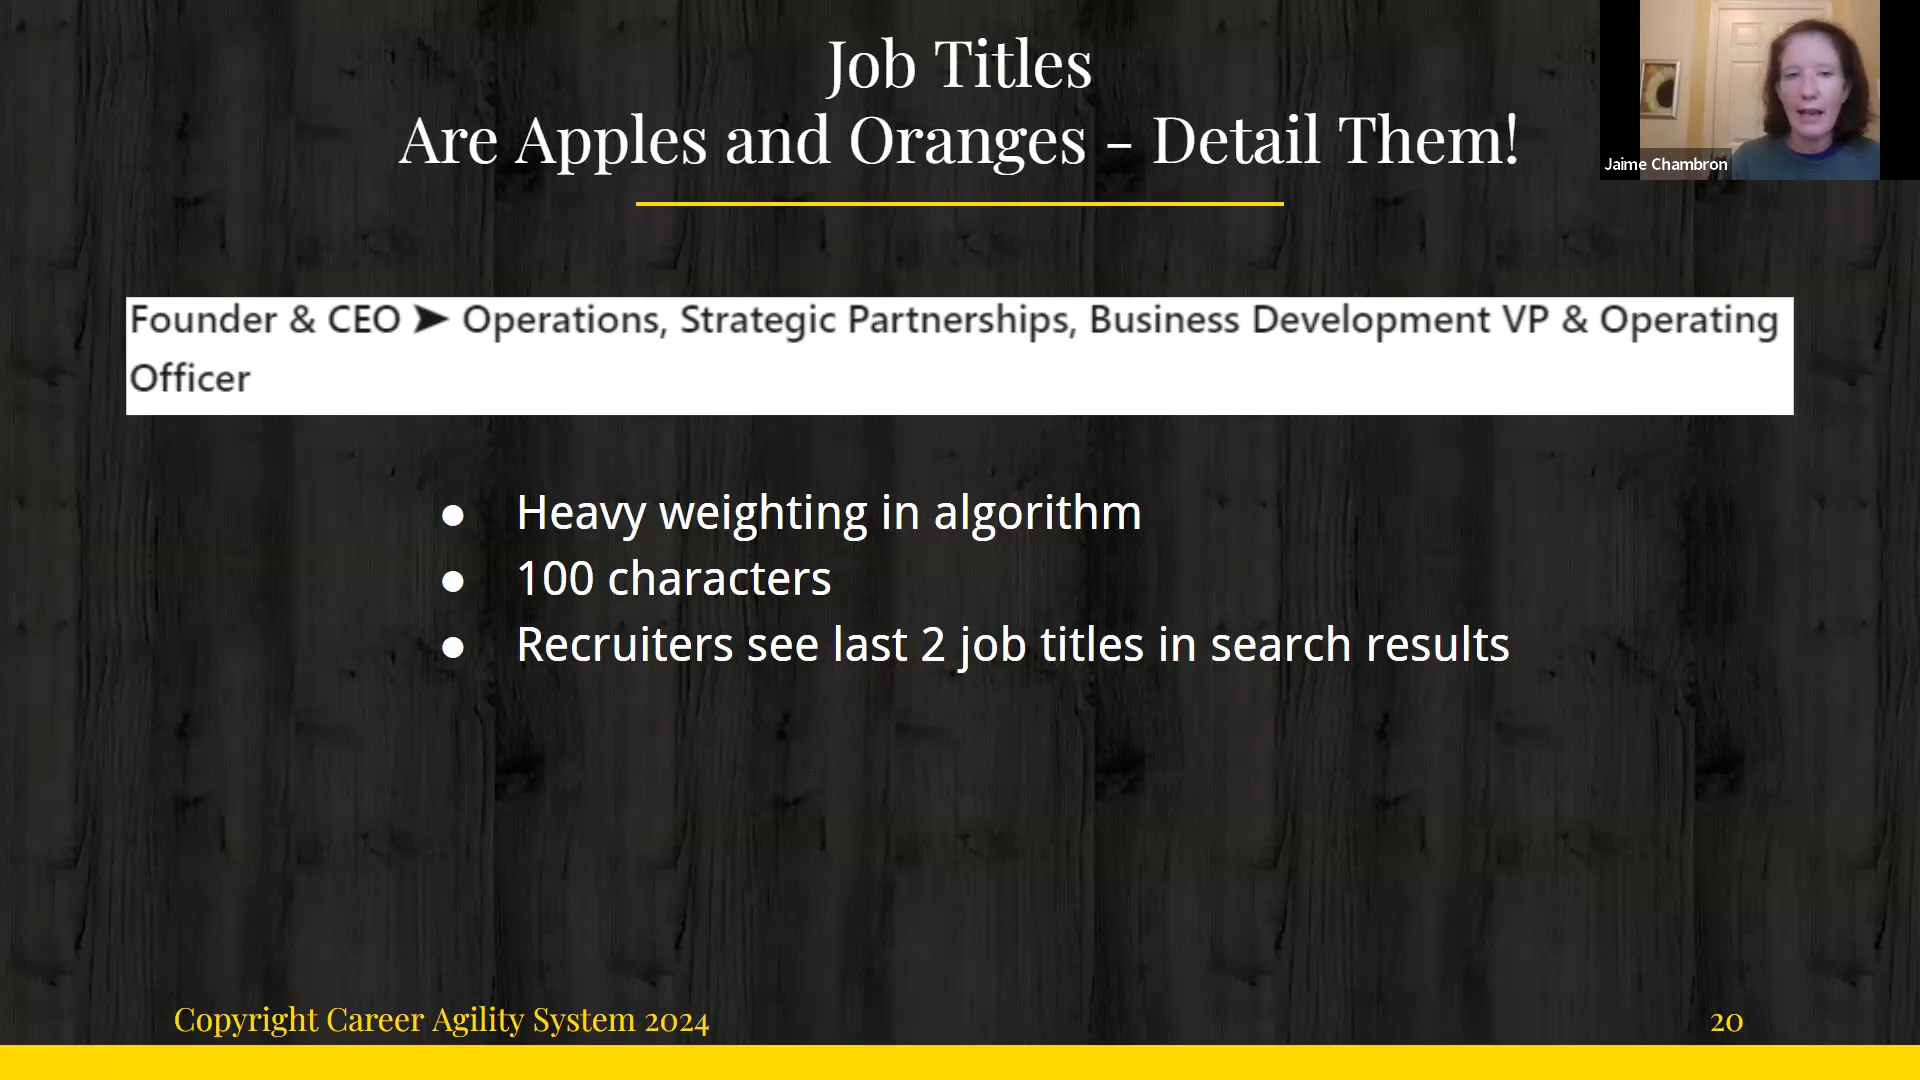 Job Titles
Are Apples and Oranges – Detail Them!
Jaime Chambron
Founder & CEO ➤ Operations, Strategic Partnerships, Business Development VP & Operating
Officer
● Heavy weighting in algorithm
● 100 characters
● Recruiters see last 2 job titles in search results
Copyright Career Agility System 2024
20